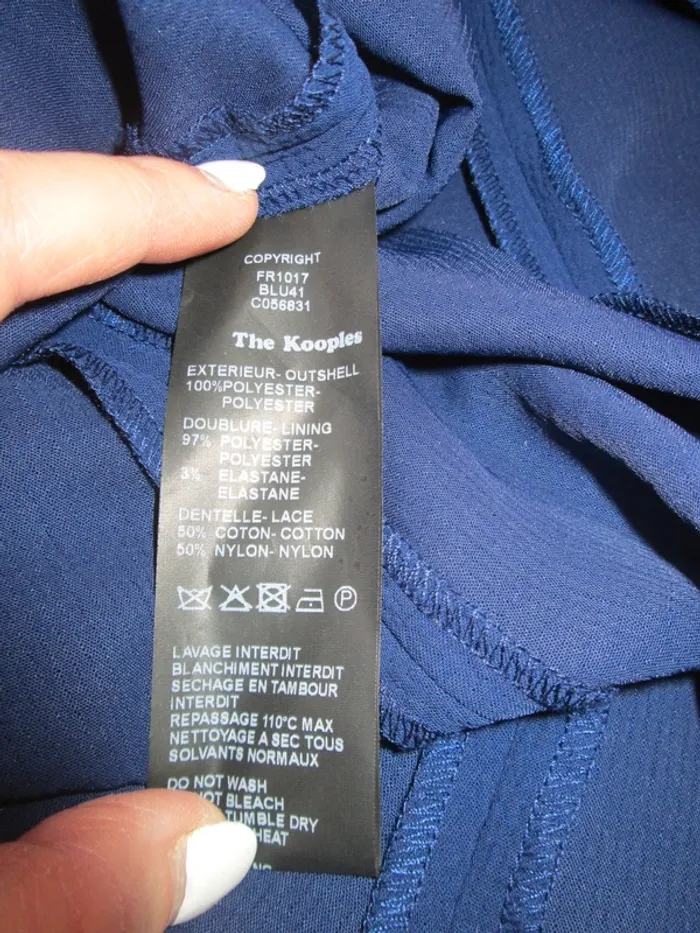 COPYRIGHT
FR1017
BLU41
C056831
The Kooples
EXTERIEUR- OUTSHELL
100%POLYESTER-
POLYESTER
DOUBLURE- LINING
97% POLYESTER-
POLYESTER
3% ELASTANE-
ELASTANE
DENTELLE- LACE
50% COTON- COTTON
50% NYLON- NYLON
P
LAVAGE INTERDIT
BLANCHIMENT INTERDIT
SECHAGE EN TAMBOUR
INTERDIT
REPASSAGE 110°C MAX
NETTOYAGE A SEC TOUS
SOLVANTS NORMAUX
DO NOT WASH
NOT BLEACH
TUMBLE DRY
HEAT